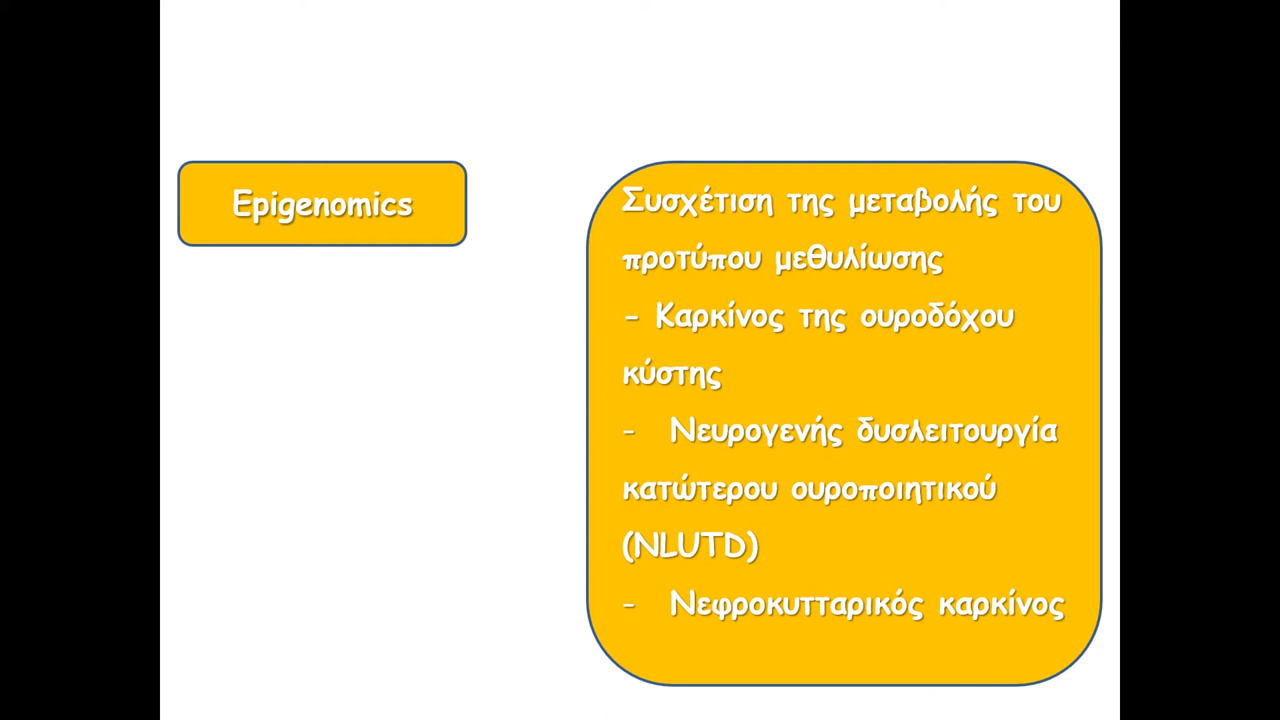 Epigenomics
Συσχέτιση της μεταβολής του
προτύπου μεθυλίωσης
- Καρκίνος της ουροδόχου
κύστης
- Νευρογενής δυσλειτουργία
κατώτερου ουροποιητικού
(NLUTD)
- Νεφροκυτταρικός καρκίνος